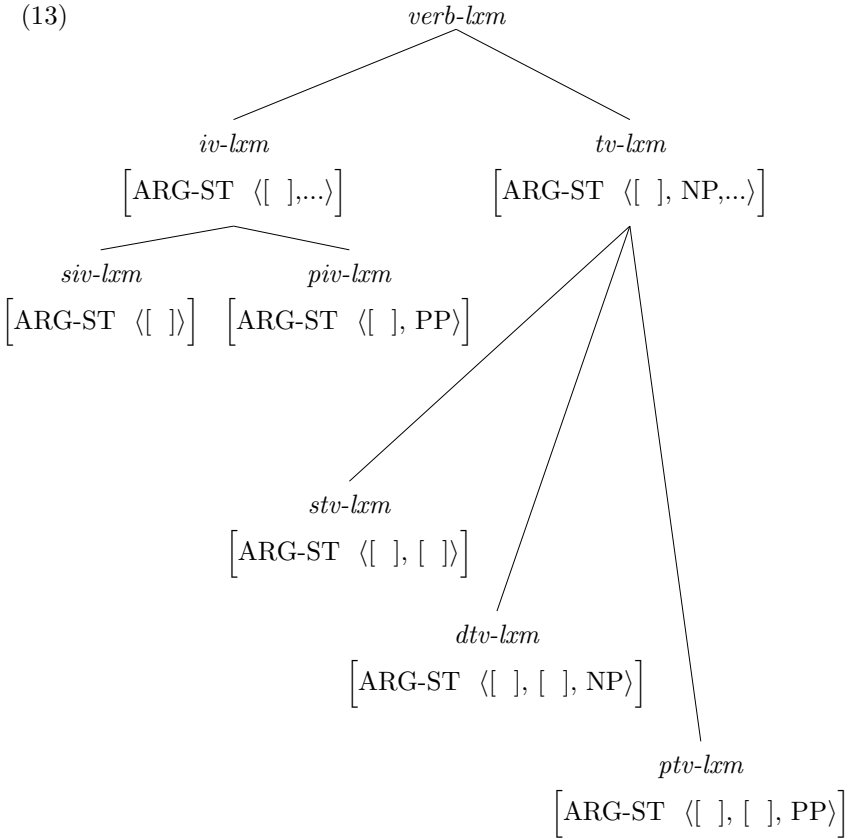 (13) verb-lxm
iv-lxm tv-lxm
[ARG-ST ⟨[ ],...⟩] [ARG-ST ⟨[ ], NP,...⟩]
siv-lxm piv-lxm
[ARG-ST ⟨[ ]⟩] [ARG-ST ⟨[ ], PP⟩]
stv-lxm
[ARG-ST ⟨[ ], [ ]⟩]
dtv-lxm
[ARG-ST ⟨[ ], [ ], NP⟩]
ptv-lxm
[ARG-ST ⟨[ ], [ ], PP⟩]